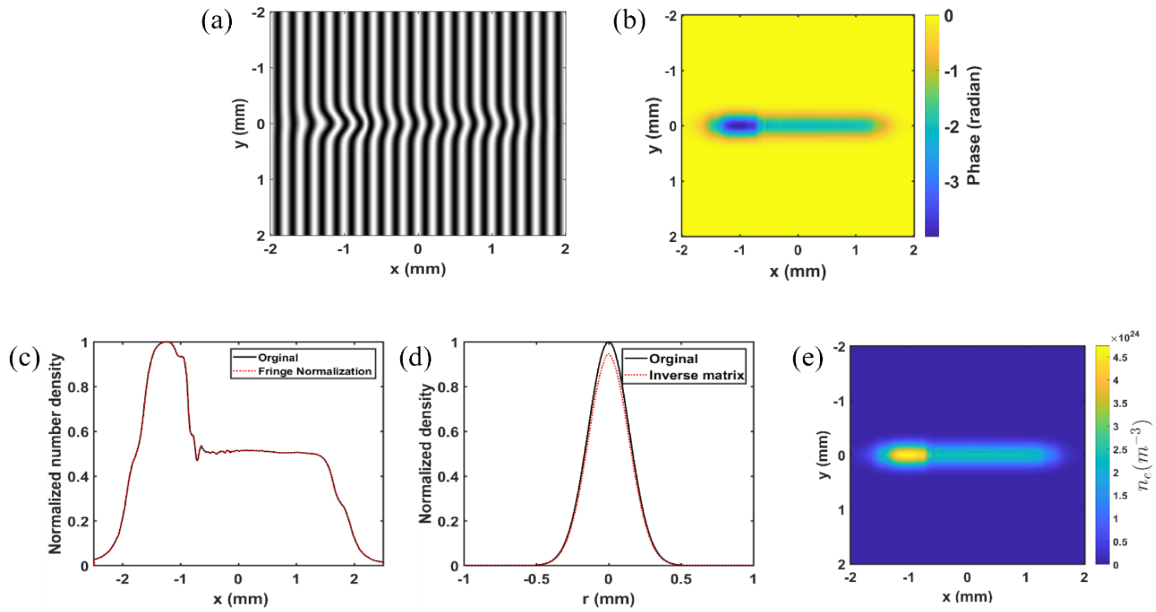 (a)
-2
-1
0
1
2
y (mm)
-2 -1 0 1 2
x (mm)
(b)
-2
-1
0
1
2
y (mm)
-2 -1 0 1 2
x (mm)
0
-1
-2
-3
Phase (radian)
(c)
1
0.8
0.6
0.4
0.2
0
Normalized number density
-2 -1 0 1 2
x (mm)
Orginal
Fringe Normalization
(d)
1
0.8
0.6
0.4
0.2
0
Normalized density
-1 -0.5 0 0.5 1
r (mm)
Orginal
Inverse matrix
(e)
-2
-1
0
1
2
y (mm)
-2 -1 0 1 2
x (mm)
×10²⁴
4.5
4
3.5
3
2.5
2
1.5
1
0.5
0
n_e(m⁻³)